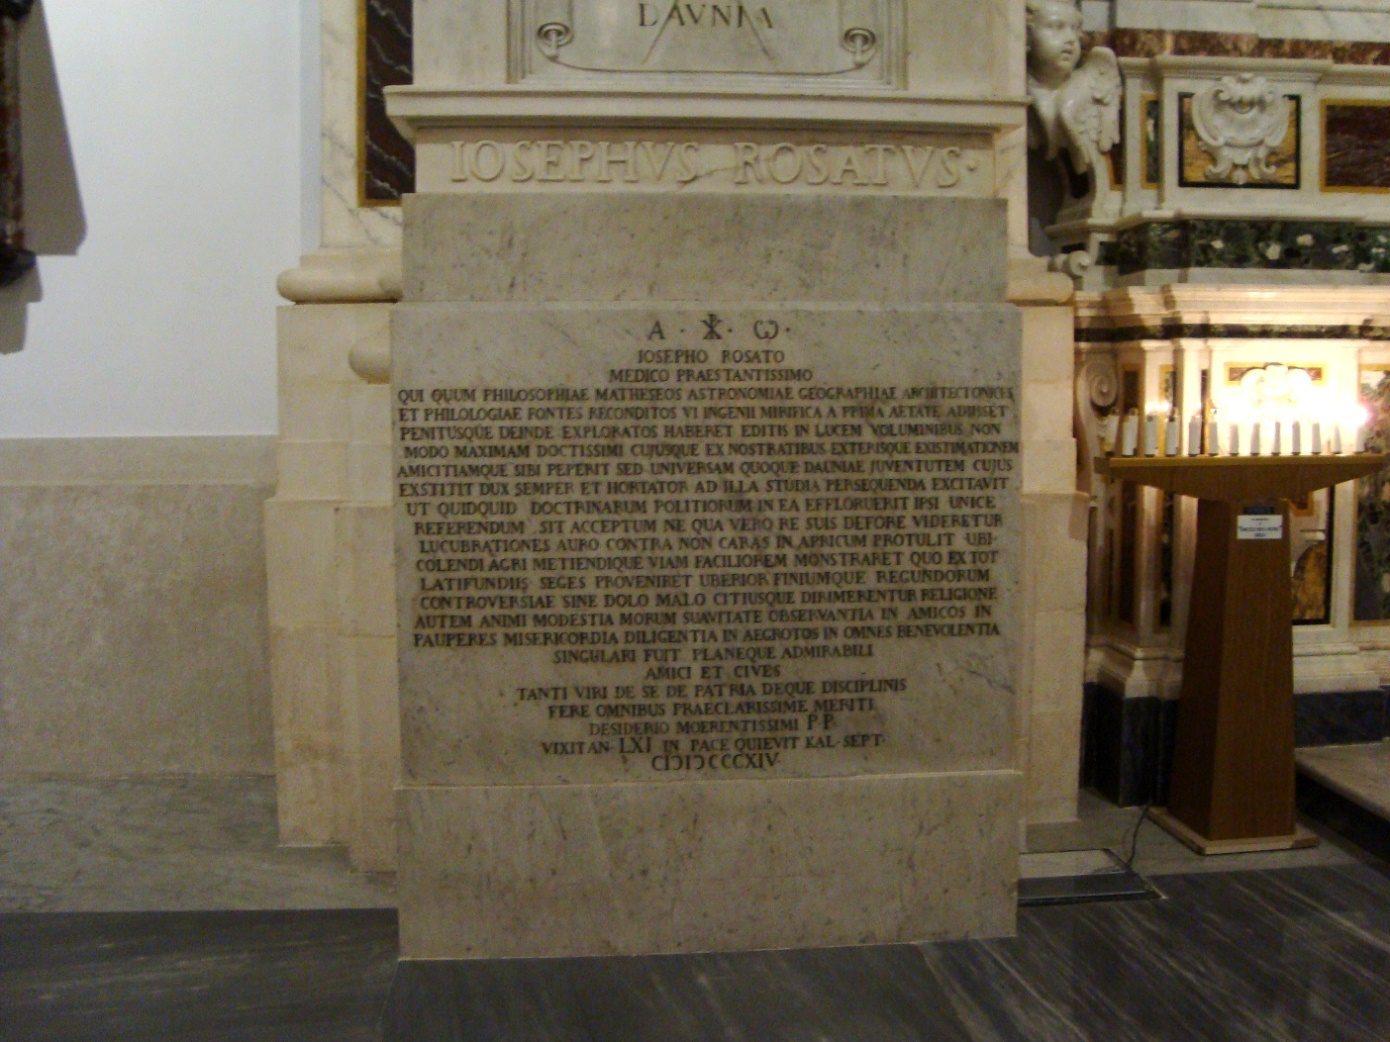 DAVNIA
IOSEPHVS ROSATVS·
A · ☧ · Ω ·
IOSEPHO ROSATO
MEDICO PRAESTANTISSIMO
QUI QUUM PHILOSOPHIAE MATHESEOS ASTRONOMIAE GEOGRAPHIAE ARCHITECTONICES
ET PHILOLOGIAE FONTES RECONDITOS VI INGENII MIRIFICA A PRIMA AETATE ADIISSET
PENITUSQUE DEINDE EXPLORATOS HABERET EDITIS IN LUCEM VOLUMINIBUS NON
MODO MAXIMAM DOCTISSIMI CUJUSQUE EX NOSTRATIBUS EXTERISQUE EXISTIMATIONEM
AMICITIAMQUE SIBI PEPERIT SED UNIVERSAM QUOQUE DAUNIAE JUVENTUTEM CUJUS
EXSTITIT DUX SEMPER ET HORTATOR AD ILLA STUDIA PERSEQUENDA EXCITAVIT
UT QUIDQUID DOCTRINARUM POLITIORUM IN EA EFFLORUERIT IPSI UNICE
REFERENDUM SIT ACCEPTUM NE QUA VERO RE SUIS DEFORE VIDERETUR
LUCUBRATIONES AURO CONTRA NON CARAS IN APRICUM PROTULIT UBI
COLENDI AGRI METIENDIQUE VIAM FACILIOREM MONSTRARET QUO EX TOT
LATIFUNDIIS SEGES PROVENIRET UBERIOR FINIUMQUE REGUNDORUM
CONTROVERSIAE SINE DOLO MALO CITIUSQUE DIRIMERENTUR RELIGIONE
AUTEM ANIMI MODESTIA MORUM SUAVITATE OBSERVANTIA IN AMICOS IN
PAUPERES MISERICORDIA DILIGENTIA IN AEGROTOS IN OMNES BENEVOLENTIA
SINGULARI FUIT PLANEQUE ADMIRABILI
AMICI ET CIVES
TANTI VIRI DE SE DE PATRIA DEQUE DISCIPLINIS
FERE OMNIBUS PRAECLARISSIME MERITI
DESIDERIO MOERENTISSIMI P P
VIXIT AN· LXI IN PACE QUIEVIT KAL· SEPT·
CIƆIƆCCCXIV·